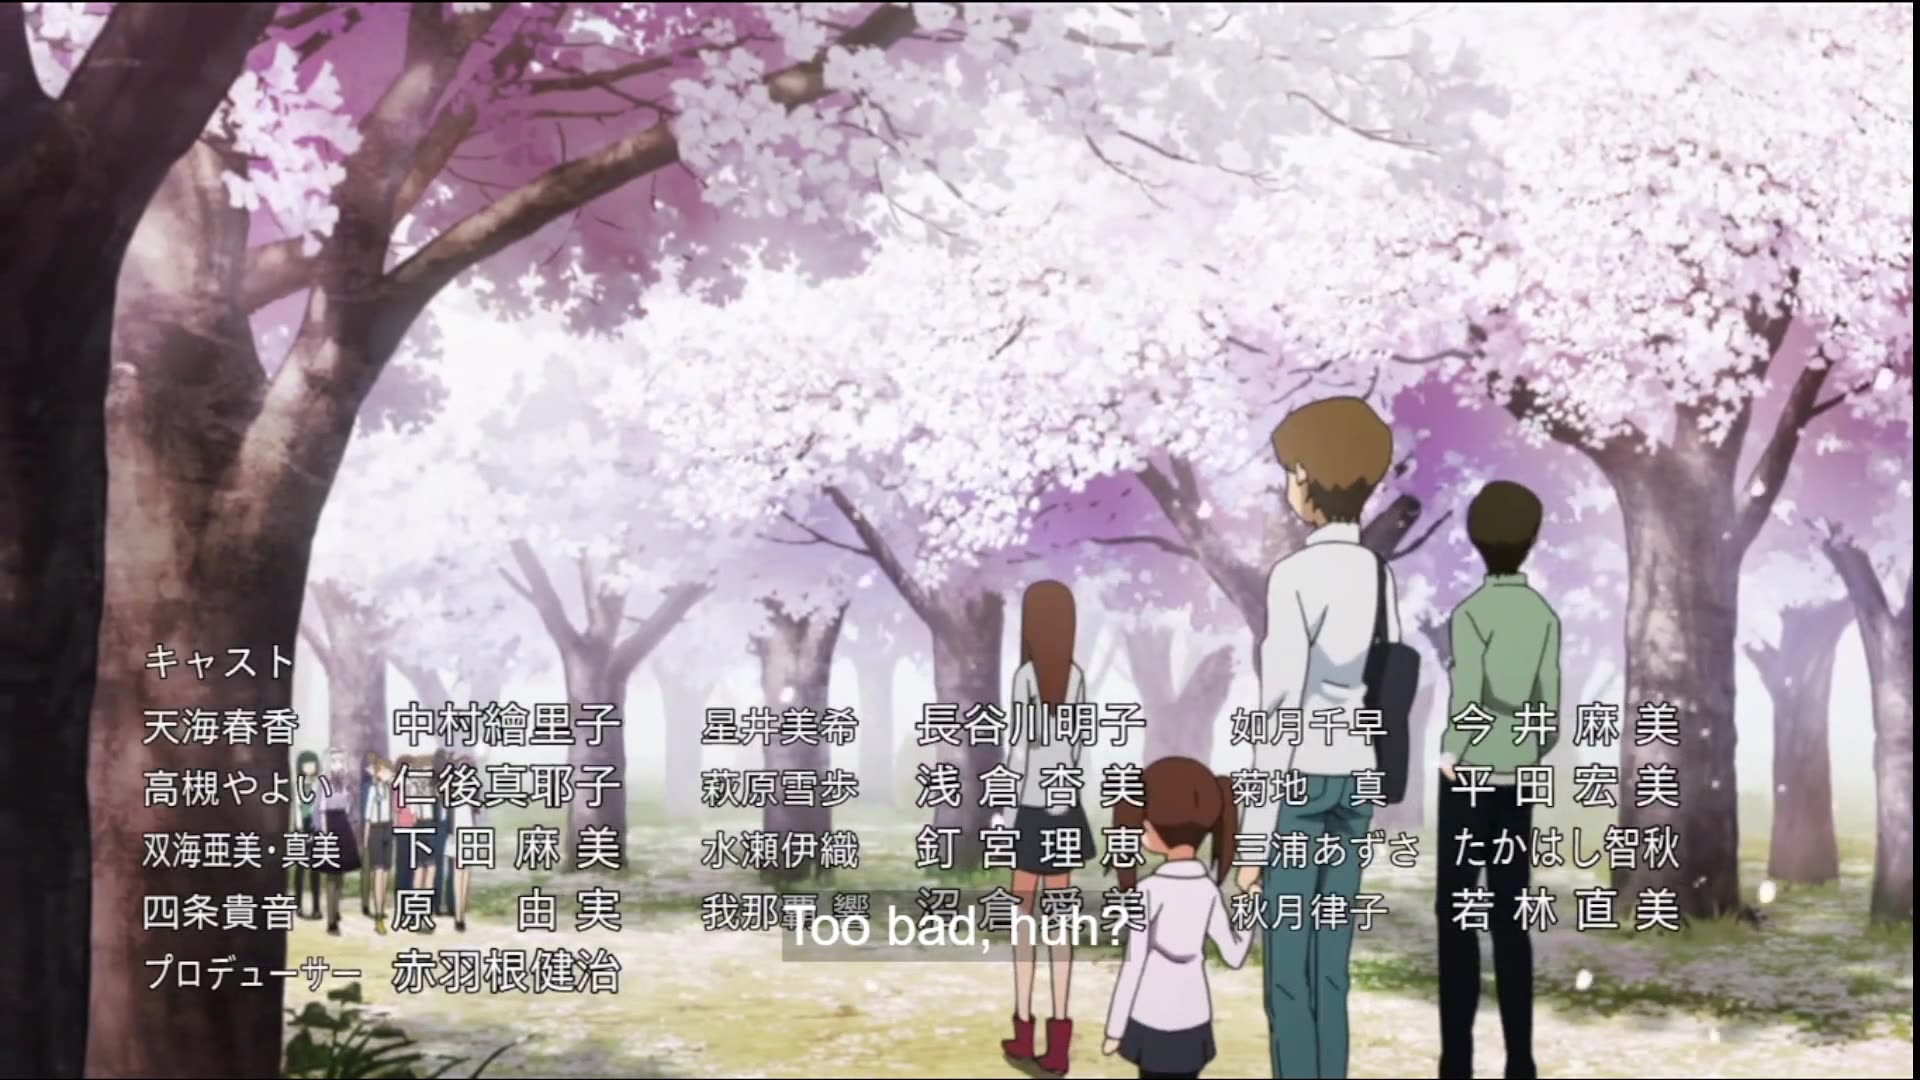 キャスト
天海春香 中村繪里子 星井美希 長谷川明子 如月千早 今井麻美
高槻やよい 仁後真耶子 萩原雪歩 浅倉杏美 菊地 真 平田宏美
双海亜美・真美 下田麻美 水瀬伊織 釘宮理恵 三浦あずさ たかはし智秋
四条貴音 原 由実 我那覇 響 沼倉愛美 秋月律子 若林直美
Too bad, huh?
プロデューサー 赤羽根健治